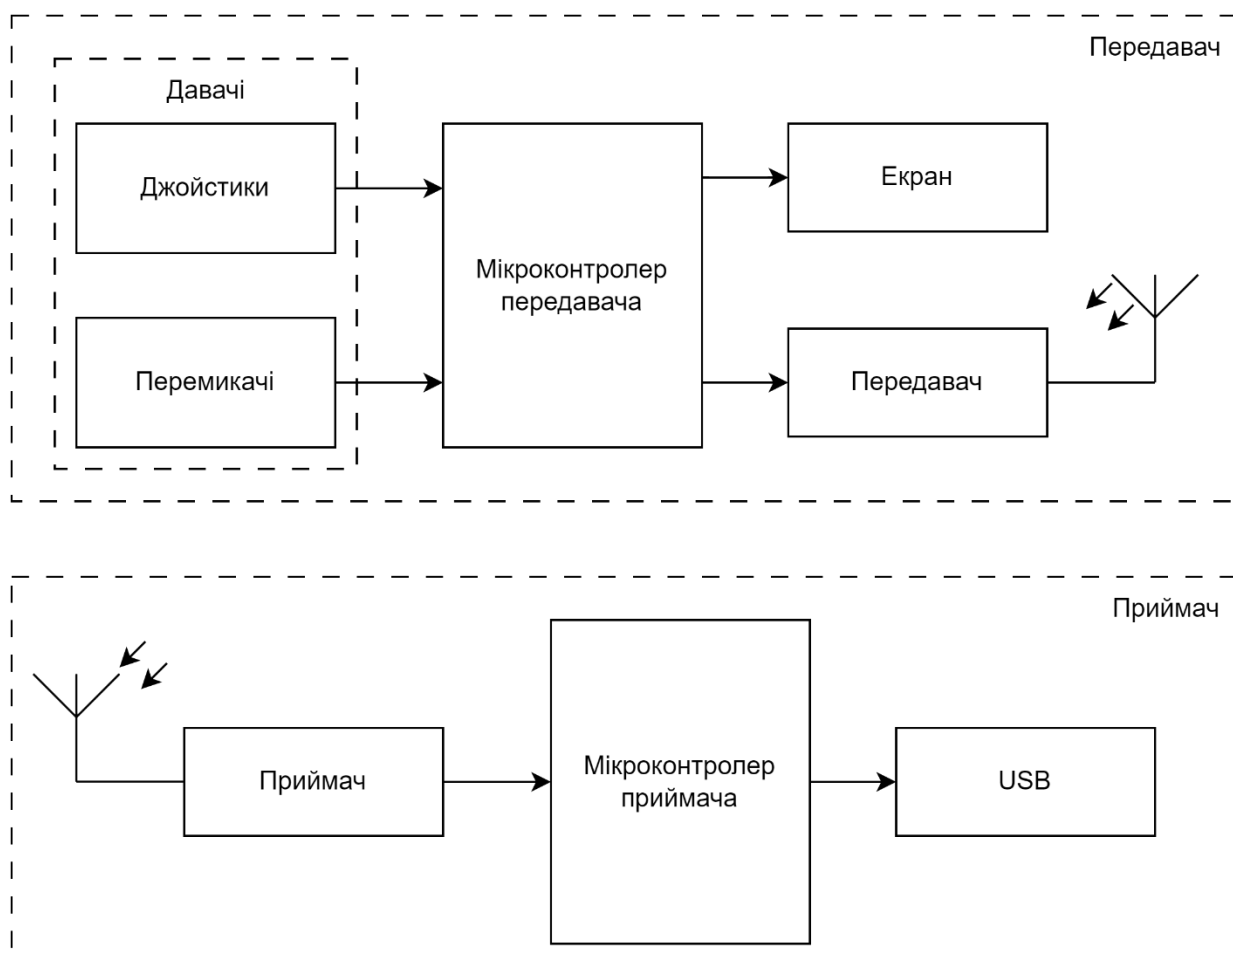 Передавач
Давачі
Джойстики
Мікроконтролер
передавача
Екран
Перемикачі
Передавач
Приймач
Приймач
Мікроконтролер
приймача
USB